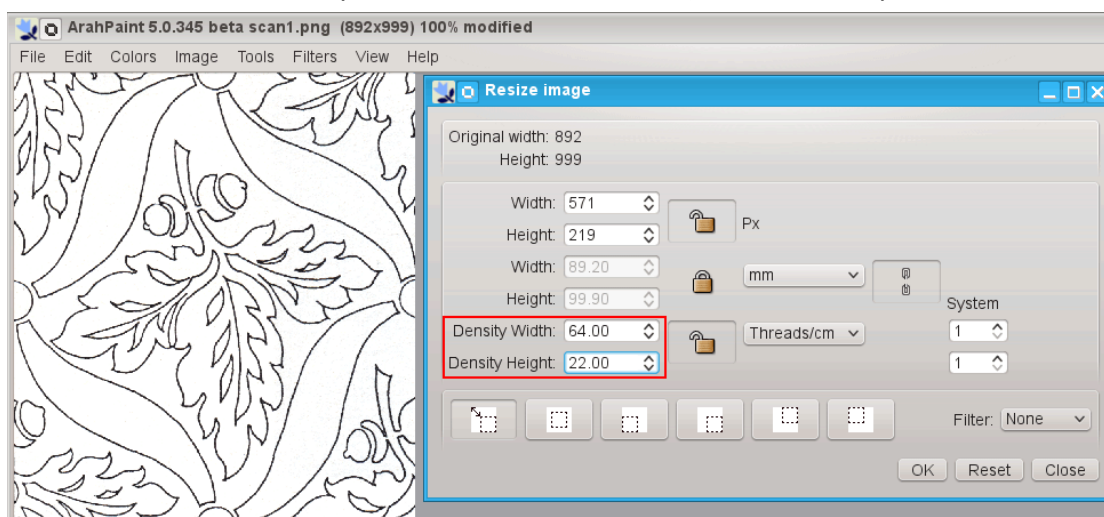 ArahPaint 5.0.345 beta scan1.png (892x999) 100% modified
File Edit Colors Image Tools Filters View Help
Resize image
Original width: 892
Height: 999
Width: 571
Px
Height: 219
Width: 89.20
mm
Height: 99.90
System
Density Width: 64.00
Threads/cm
1
Density Height: 22.00
1
Filter: None
OK Reset Close